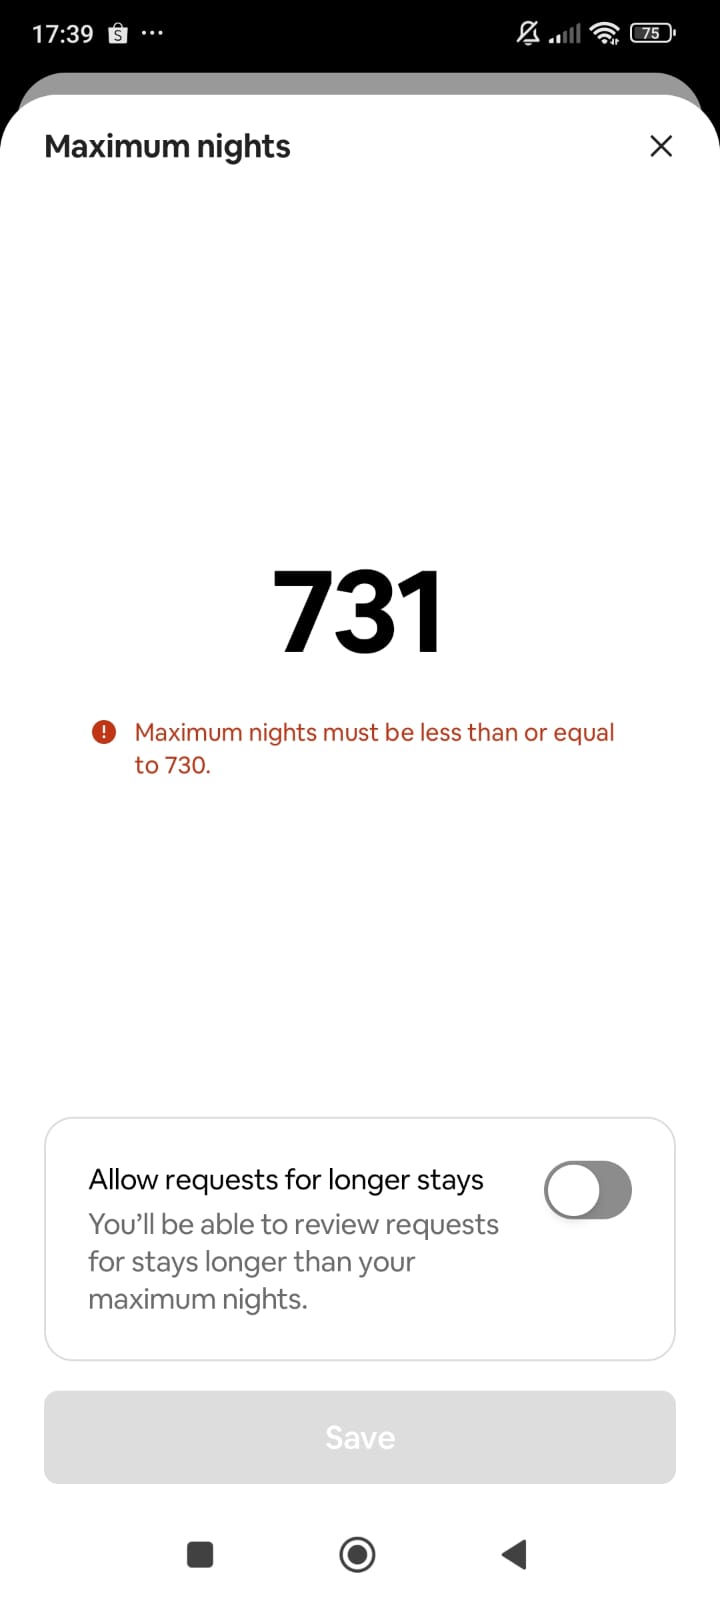 17:39
75
Maximum nights
731
Maximum nights must be less than or equal
to 730.
Allow requests for longer stays
You’ll be able to review requests
for stays longer than your
maximum nights.
Save